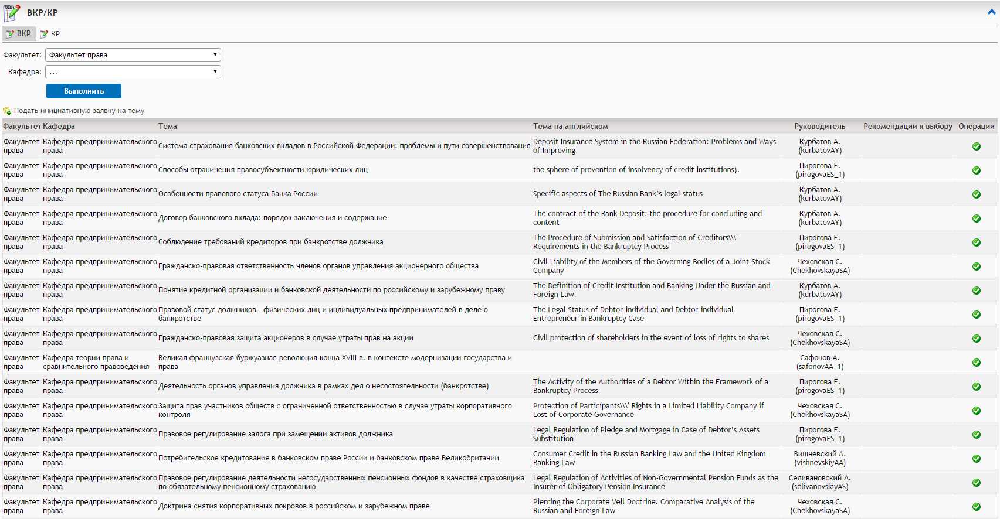 ВКР/КР
ВКР КР
Факультет: Факультет права
Кафедра: ...
Выполнить
Подать инициативную заявку на тему
Факультет Кафедра Тема Тема на английском Руководитель Рекомендации к выбору Операции
Факультет Кафедра предпринимательского Deposit Insurance System in the Russian Federation: Problems and Ways Курбатов А.
Система страхования банковских вкладов в Российской Федерации: проблемы и пути совершенствования
права права of Improving (kurbatovAY)
Факультет Кафедра предпринимательского Пирогова Е.
Способы ограничения правосубъектности юридических лиц the sphere of prevention of insolvency of credit institutions).
права права (pirogovaES_1)
Факультет Кафедра предпринимательского Курбатов А.
Особенности правового статуса Банка России Specific aspects of The Russian Bank’s legal status
права права (kurbatovAY)
Факультет Кафедра предпринимательского The contract of the Bank Deposit: the procedure for concluding and Курбатов А.
Договор банковского вклада: порядок заключения и содержание
права права content (kurbatovAY)
Факультет Кафедра предпринимательского The Procedure of Submission and Satisfaction of Creditors\\\' Пирогова Е.
Соблюдение требований кредиторов при банкротстве должника
права права Requirements in the Bankruptcy Process (pirogovaES_1)
Факультет Кафедра предпринимательского Civil Liability of the Members of the Governing Bodies of a Joint-Stock Чеховская С.
Гражданско-правовая ответственность членов органов управления акционерного общества
права права Company (ChekhovskayaSA)
Факультет Кафедра предпринимательского The Definition of Credit Institution and Banking Under the Russian and Курбатов А.
Понятие кредитной организации и банковской деятельности по российскому и зарубежному праву
права права Foreign Law. (kurbatovAY)
Факультет Кафедра предпринимательского Правовой статус должников - физических лиц и индивидуальных предпринимателей в деле о The Legal Status of Debtor-individual and Debtor-individual Пирогова Е.
права права банкротстве Entrepreneur in Bankruptcy Case (pirogovaES_1)
Факультет Кафедра предпринимательского Чеховская С.
Гражданско-правовая защита акционеров в случае утраты прав на акции Civil protection of shareholders in the event of loss of rights to shares
права права (ChekhovskayaSA)
Факультет Кафедра теории права и Великая французская буржуазная революция конца XVIII в. в контексте модернизации государства и Сафонов А.
права сравнительного правоведения права (safonovAA_1)
Факультет Кафедра предпринимательского The Activity of the Authorities of a Debtor Within the Framework of a Пирогова Е.
Деятельность органов управления должника в рамках дел о несостоятельности (банкротстве)
права права Bankruptcy Process (pirogovaES_1)
Факультет Кафедра предпринимательского Защита прав участников обществ с ограниченной ответственностью в случае утраты корпоративного Protection of Participants\\\' Rights in a Limited Liability Company if Чеховская С.
права права контроля Lost of Corporate Governance (ChekhovskayaSA)
Факультет Кафедра предпринимательского Legal Regulation of Pledge and Mortgage in Case of Debtor’s Assets Пирогова Е.
Правовое регулирование залога при замещении активов должника
права права Substitution (pirogovaES_1)
Факультет Кафедра предпринимательского Consumer Credit in the Russian Banking Law and the United Kingdom Вишневский А.
Потребительское кредитование в банковском праве России и банковском праве Великобритании
права права Banking Law (vishnevskiyAA)
Факультет Кафедра предпринимательского Правовое регулирование деятельности негосударственных пенсионных фондов в качестве страховщика Legal Regulation of Activities of Non-Governmental Pension Funds as the Селивановский А.
права права по обязательному пенсионному страхованию Insurer of Obligatory Pension Insurance (selivanovskiyAS)
Факультет Кафедра предпринимательского Piercing the Corporate Veil Doctrine. Comparative Analysis of the Чеховская С.
Доктрина снятия корпоративных покровов в российском и зарубежном праве
права права Russian and Foreign Law (ChekhovskayaSA)